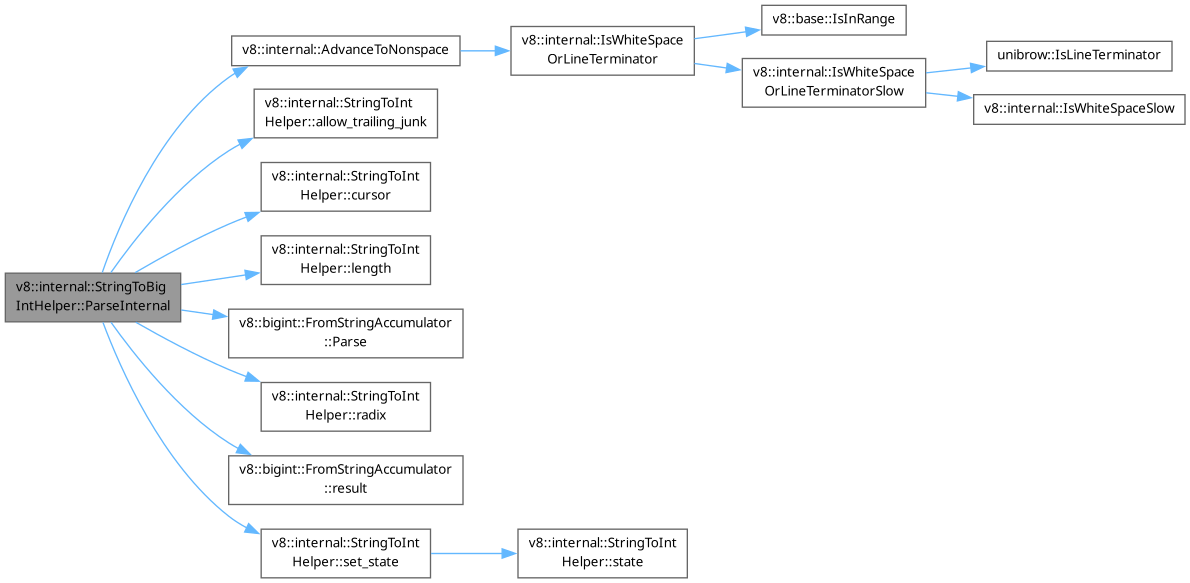 v8::base::IsInRange
v8::internal::IsWhiteSpace
OrLineTerminator
v8::internal::AdvanceToNonspace
unibrow::IsLineTerminator
v8::internal::IsWhiteSpace
OrLineTerminatorSlow
v8::internal::IsWhiteSpaceSlow
v8::internal::StringToInt
Helper::allow_trailing_junk
v8::internal::StringToInt
Helper::cursor
v8::internal::StringToInt
Helper::length
v8::internal::StringToBig
IntHelper::ParseInternal
v8::bigint::FromStringAccumulator
::Parse
v8::internal::StringToInt
Helper::radix
v8::bigint::FromStringAccumulator
::result
v8::internal::StringToInt
Helper::set_state
v8::internal::StringToInt
Helper::state